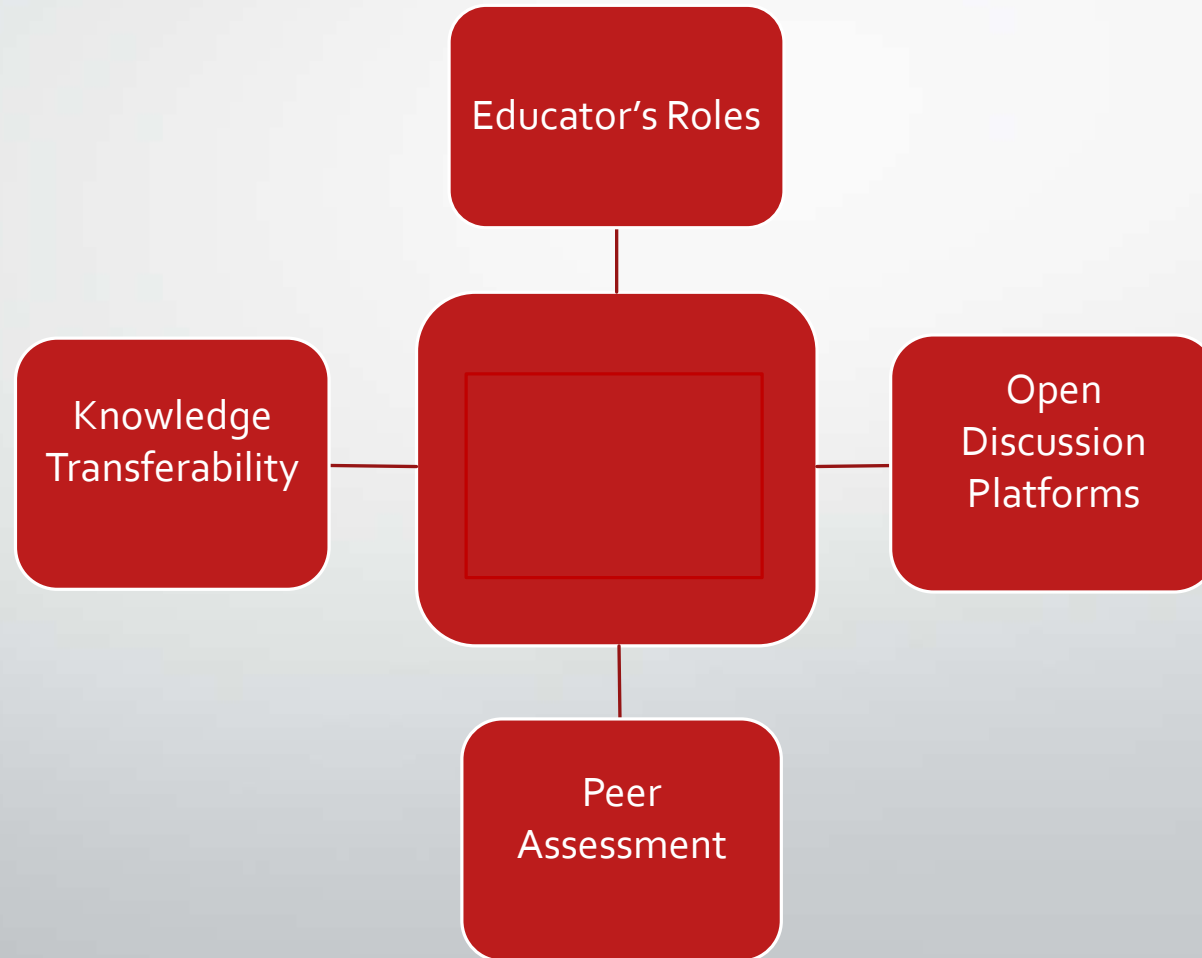 Educator’s Roles
Knowledge
Transferability
Open
Discussion
Platforms
Peer
Assessment